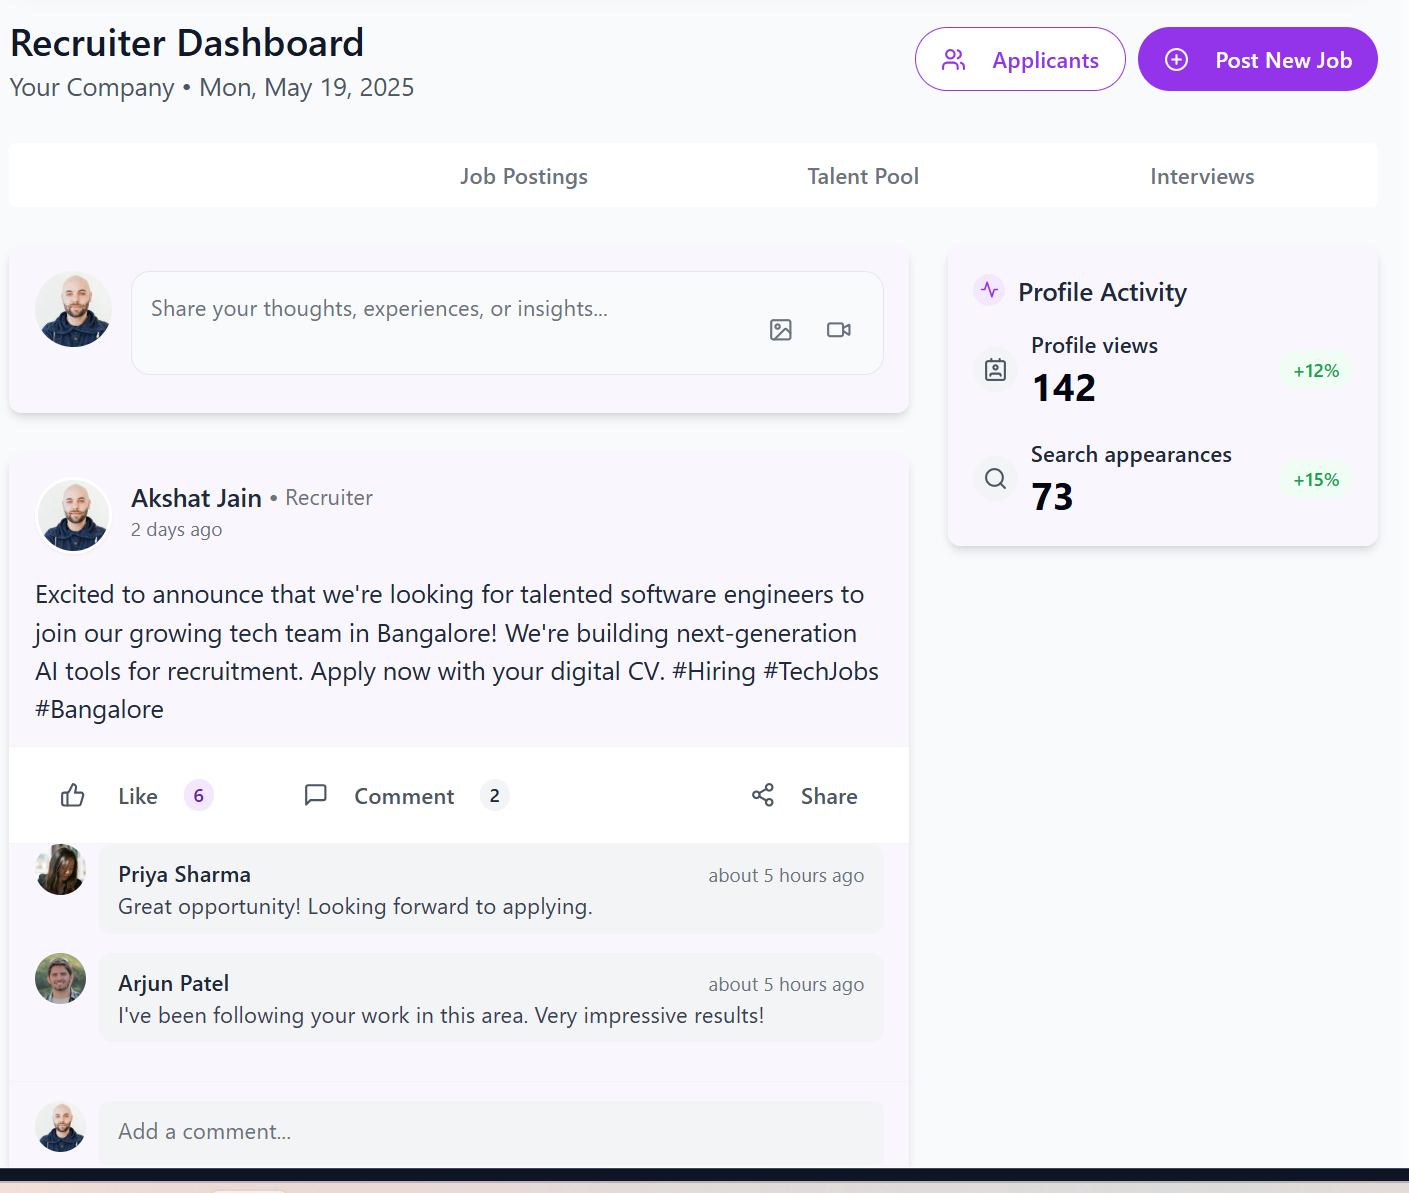 Recruiter Dashboard
Your Company • Mon, May 19, 2025
Applicants
Post New Job
Job Postings
Talent Pool
Interviews
Share your thoughts, experiences, or insights...
Akshat Jain • Recruiter
2 days ago
Excited to announce that we're looking for talented software engineers to
join our growing tech team in Bangalore! We're building next-generation
AI tools for recruitment. Apply now with your digital CV. #Hiring #TechJobs
#Bangalore
Like 6
Comment 2
Share
Priya Sharma
about 5 hours ago
Great opportunity! Looking forward to applying.
Arjun Patel
about 5 hours ago
I've been following your work in this area. Very impressive results!
Add a comment...
Profile Activity
Profile views
142
+12%
Search appearances
73
+15%